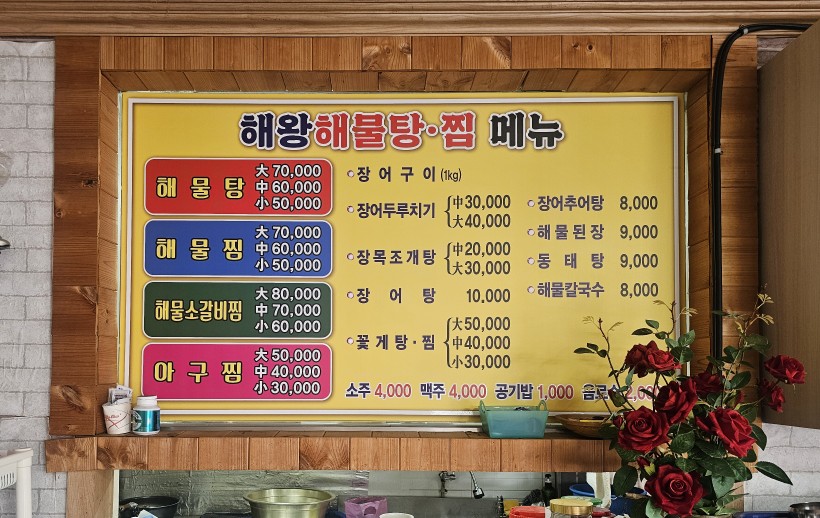 해왕해물탕·찜 메뉴
해물탕
大 70,000
中 60,000
小 50,000
해물찜
大 70,000
中 60,000
小 50,000
해물소갈비찜
大 80,000
中 70,000
小 60,000
아구찜
大 50,000
中 40,000
小 30,000
장어구이 (1kg)
장어두루치기
中 30,000
大 40,000
장목조개탕
中 20,000
大 30,000
장어탕 10,000
꽃게탕·찜
大 50,000
中 40,000
小 30,000
장어추어탕 8,000
해물된장 9,000
동태탕 9,000
해물칼국수 8,000
소주 4,000 맥주 4,000 공기밥 1,000